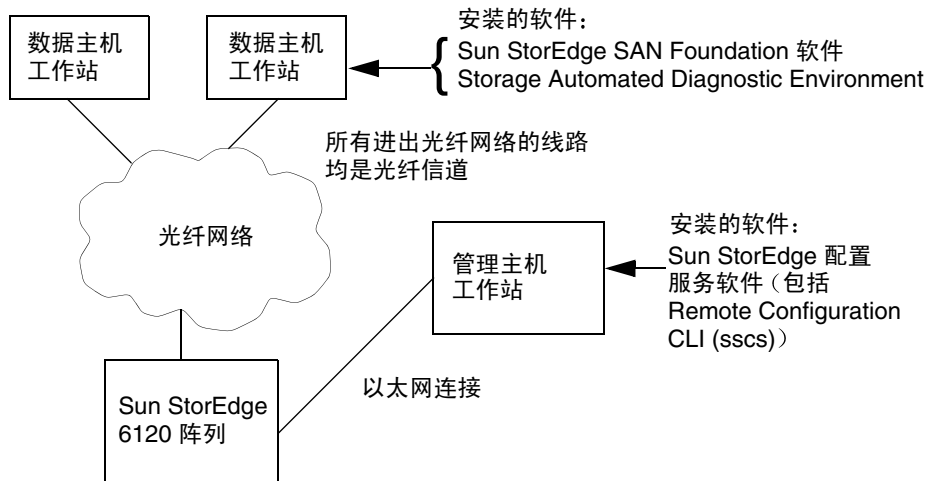 安装的软件：
数据主机
工作站
数据主机
工作站
Sun StorEdge SAN Foundation 软件
Storage Automated Diagnostic Environment
所有进出光纤网络的线路
均是光纤信道
光纤网络
安装的软件：
管理主机
工作站
Sun StorEdge 配置
服务软件（包括
Remote Configuration
CLI (sscs)）
以太网连接
Sun StorEdge
6120 阵列